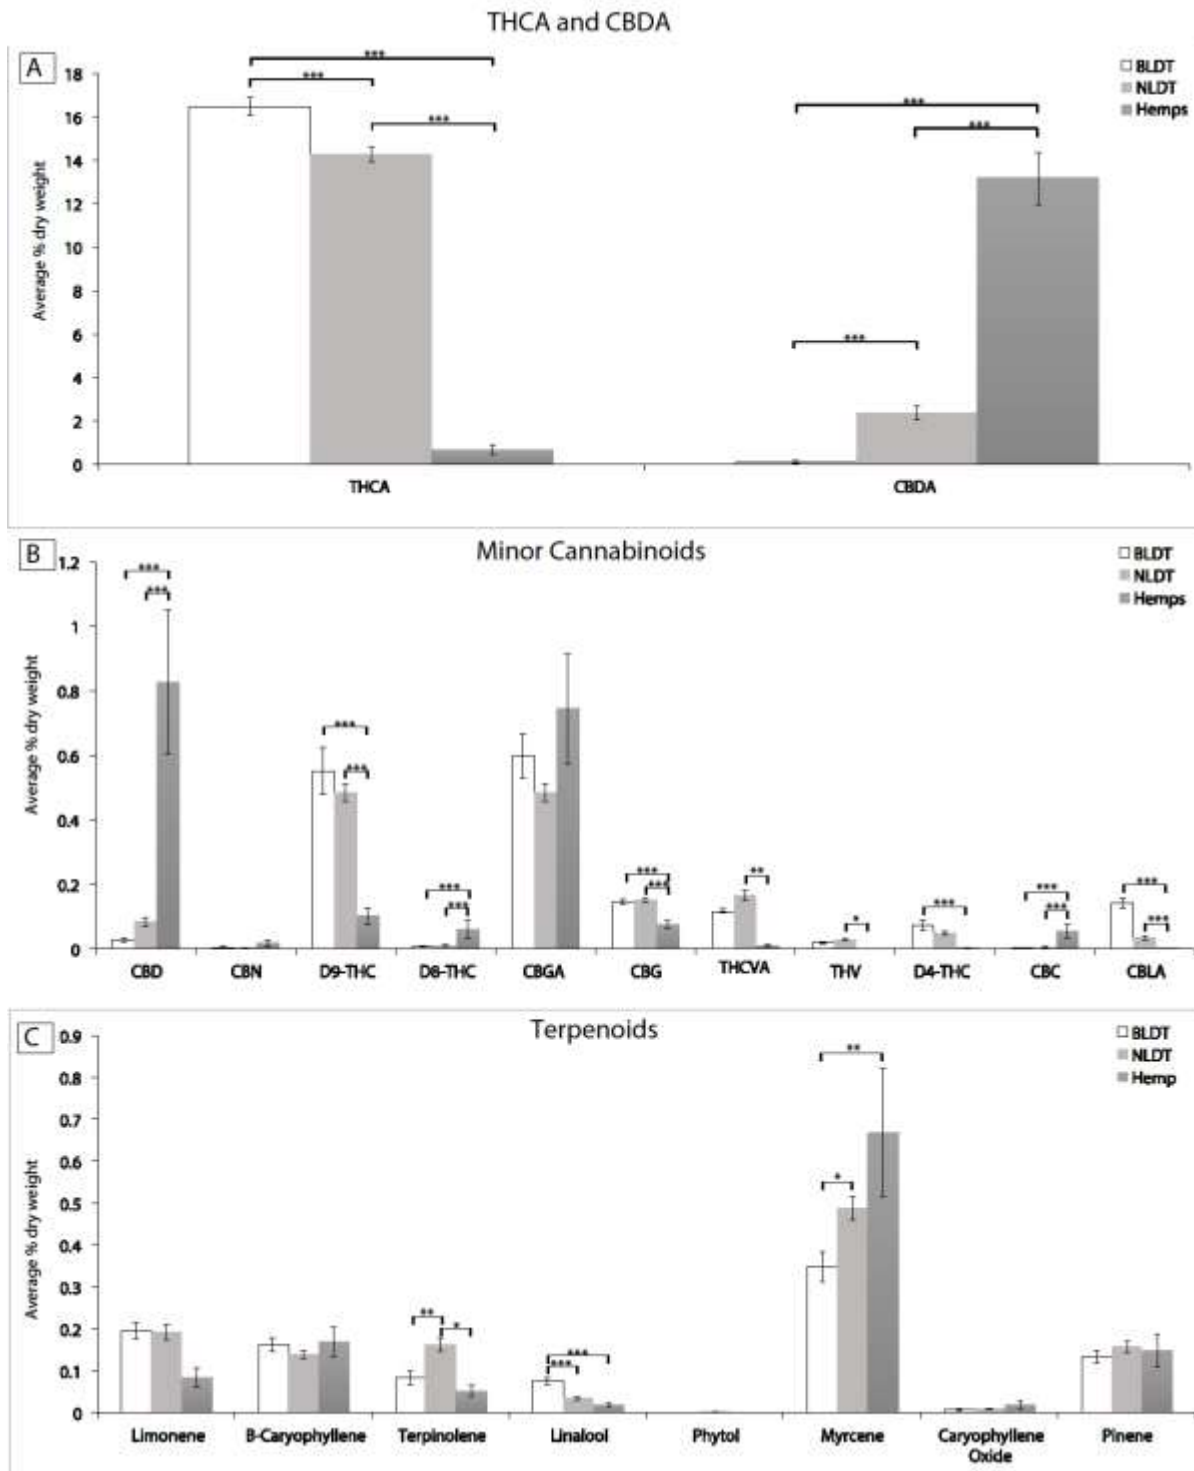 THCA and CBDA
A
BLDT
NLDT
Hemps
*** *** *** *** *** ***
Average % dry weight
18
16
14
12
10
8
6
4
2
0
THCA CBDA
B
Minor Cannabinoids
BLDT
NLDT
Hemps
*** *** *** *** *** *** *** *** ** * *** *** *** *** ***
Average % dry weight
1.2
1
0.8
0.6
0.4
0.2
0
CBD CBN D9-THC D8-THC CBGA CBG THCVA THV D4-THC CBC CBLA
C
Terpenoids
BLDT
NLDT
Hemp
** * *** *** * **
Average % dry weight
0.9
0.8
0.7
0.6
0.5
0.4
0.3
0.2
0.1
0
Limonene B-Caryophyllene Terpinolene Linalool Phytol Myrcene Caryophyllene Pinene
Oxide